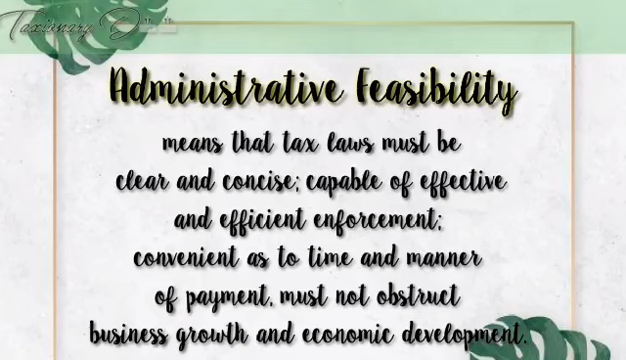 Taxionary
Administrative Feasibility
means that tax laws must be
clear and concise; capable of effective
and efficient enforcement;
convenient as to time and manner
of payment, must not obstruct
business growth and economic development.